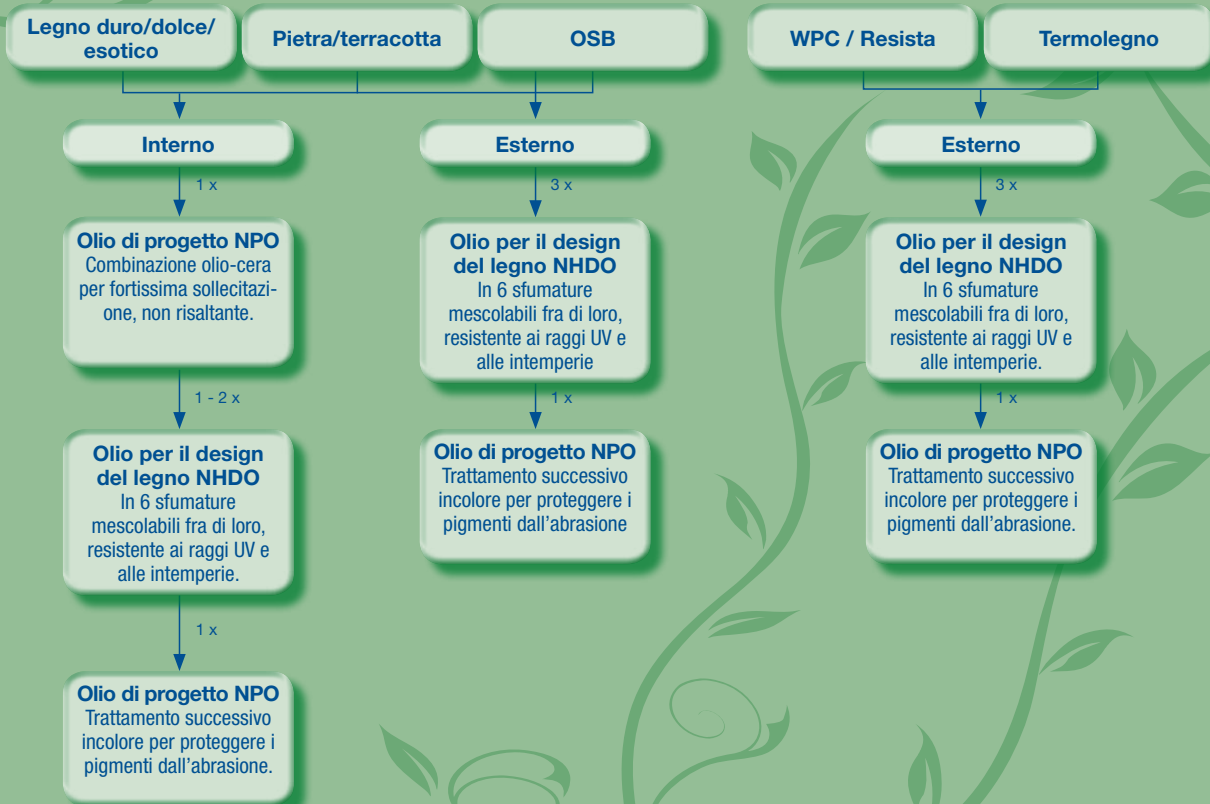 Legno duro/dolce/
esotico
Pietra/terracotta
OSB
WPC / Resista
Termolegno
Interno
1 x
Olio di progetto NPO
Combinazione olio-cera
per fortissima sollecitazi-
one, non risaltante.
1 - 2 x
Olio per il design
del legno NHDO
In 6 sfumature
mescolabili fra di loro,
resistente ai raggi UV e
alle intemperie.
1 x
Olio di progetto NPO
Trattamento successivo
incolore per proteggere i
pigmenti dall'abrasione.
Esterno
3 x
Olio per il design
del legno NHDO
In 6 sfumature
mescolabili fra di loro,
resistente ai raggi UV e
alle intemperie
1 x
Olio di progetto NPO
Trattamento successivo
incolore per proteggere i
pigmenti dall'abrasione
Esterno
3 x
Olio per il design
del legno NHDO
In 6 sfumature
mescolabili fra di loro,
resistente ai raggi UV e
alle intemperie.
1 x
Olio di progetto NPO
Trattamento successivo
incolore per proteggere i
pigmenti dall'abrasione.